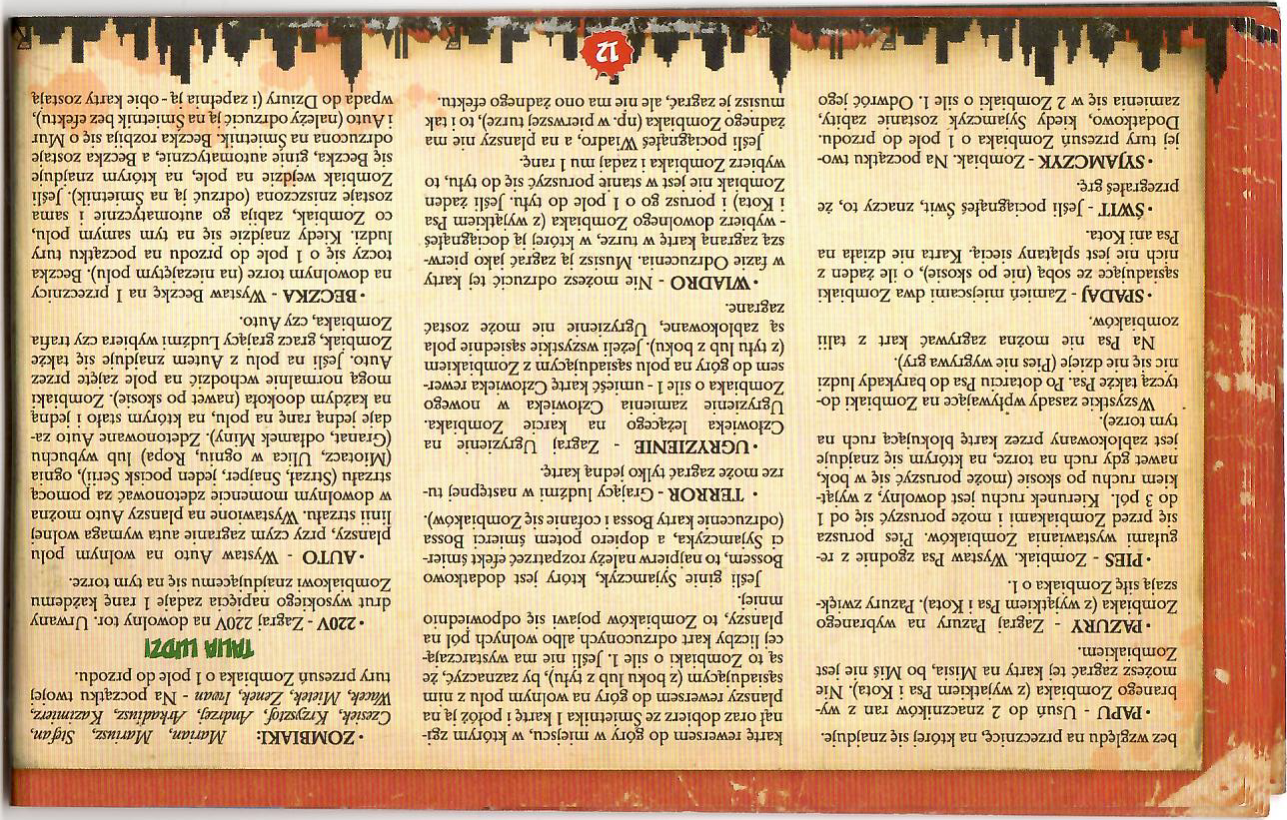 bez względu na przecznicę, na której się znajduje.
• PAPU - Usuń do 2 znaczników ran z wy-
branego Zombiaka (z wyjątkiem Psa i Kota). Nie
możesz zagrać tej karty na Misia, bo Miś nie jest
Zombiakiem.
• PAZURY - Zagraj Pazury na wybranego
Zombiaka (z wyjątkiem Psa i Kota). Pazury zwięk-
szają siłę Zombiaka o 1.
• PIES - Zombiak. Wystaw Psa zgodnie z re-
gułami wystawiania Zombiaków. Pies porusza
się przed Zombiakami i może poruszyć się od 1
do 3 pól. Kierunek ruchu jest dowolny, z wyjąt-
kiem ruchu po skosie (może poruszyć się w bok,
nawet gdy ruch na torze, na którym się znajduje
jest zablokowany przez kartę blokującą ruch na
tym torze).
Wszystkie zasady wpływające na Zombiaki do-
tyczą także Psa. Po dotarciu Psa do barykady ludzi
nic się nie dzieje (Pies nie wygrywa gry).
Na Psa nie można zagrywać kart z talii
zombiaków.
• SPADAJ - Zamień miejscami dwa Zombiaki
sąsiadujące ze sobą (nie po skosie), o ile żaden z
nich nie jest splątany siecią. Karta nie działa na
Psa ani Kota.
• ŚWIT - Jeśli pociągnąłeś Świt, znaczy to, że
przegrałeś grę.
• SYJAMCZYK - Zombiak. Na początku two-
jej tury przesuń Zombiaka o 1 pole do przodu.
Dodatkowo, kiedy Syjamczyk zostanie zabity,
zamienia się w 2 Zombiaki o sile 1. Odwróć jego
kartę rewersem do góry w miejscu, w którym zgi-
nął oraz dobierz ze Śmietnika 1 kartę i połóż ją na
planszy rewersem do góry na wolnym polu z nim
sąsiadującym (z boku lub z tyłu), by zaznaczyć, że
są to Zombiaki o sile 1. Jeśli nie ma wystarczają-
cej liczby kart odrzuconych albo wolnych pól na
planszy, to Zombiaków pojawi się odpowiednio
mniej.
Jeśli ginie Syjamczyk, który jest dodatkowo
Bossem, to najpierw należy rozpatrzeć efekt śmier-
ci Syjamczyka, a dopiero potem śmierci Bossa
(odrzucenie karty Bossa i cofanie się Zombiaków).
• TERROR - Grający ludźmi w następnej tu-
rze może zagrać tylko jedną kartę.
• UGRYZIENIE - Zagraj Ugryzienie na
Człowieka leżącego na karcie Zombiaka.
Ugryzienie zamienia Człowieka w nowego
Zombiaka o sile 1 - umieść kartę Człowieka rewer-
sem do góry na polu sąsiadującym z Zombiakiem
(z tyłu lub z boku). Jeżeli wszystkie sąsiednie pola
są zablokowane, Ugryzienie nie może zostać
zagrane.
• WIADRO - Nie możesz odrzucić tej karty
w fazie Odrzucenia. Musisz ją zagrać jako pierw-
szą zagraną kartę w turze, w której ją dociągnąłeś
- wybierz dowolnego Zombiaka (z wyjątkiem Psa
i Kota) i porusz go o 1 pole do tyłu. Jeśli żaden
Zombiak nie jest w stanie poruszyć się do tyłu, to
wybierz Zombiaka i zadaj mu 1 ranę.
Jeśli pociągnąłeś Wiadro, a na planszy nie ma
żadnego Zombiaka (np. w pierwszej turze), to i tak
musisz je zagrać, ale nie ma ono żadnego efektu.
• ZOMBIAKI: Marian, Mariusz, Stefan,
Czesiek, Krzysztof, Andrzej, Arkadiusz, Kazimierz,
Wacek, Mietek, Zenek, Iwan - Na początku twojej
tury przesuń Zombiaka o 1 pole do przodu.
TALIA LUDZI
• 220V - Zagraj 220V na dowolny tor. Urwany
drut wysokiego napięcia zadaje 1 ranę każdemu
Zombiakowi znajdującemu się na tym torze.
• AUTO - Wystaw Auto na wolnym polu
planszy, przy czym zagranie auta wymaga wolnej
linii strzału. Wystawione na planszy Auto można
w dowolnym momencie zdetonować za pomocą
strzału (Strzał, Snajper, jeden pocisk Serii), ognia
(Miotacz, Ulica w ogniu, Ropa) lub wybuchu
(Granat, odłamek Miny). Zdetonowane Auto za-
daje jedną ranę na polu, na którym stało i jedną
na każdym dookoła (nawet po skosie). Zombiaki
mogą normalnie wchodzić na pole zajęte przez
Auto. Jeśli na polu z Autem znajduje się także
Zombiak, gracz grający Ludźmi wybiera czy trafia
Zombiaka, czy Auto.
• BECZKA - Wystaw Beczkę na 1 przecznicy
na dowolnym torze (na niezajętym polu). Beczka
toczy się o 1 pole do przodu na początku tury
ludzi. Kiedy znajdzie się na tym samym polu,
co Zombiak, zabija go automatycznie i sama
zostaje zniszczona (odrzuć ją na Śmietnik). Jeśli
Zombiak wejdzie na pole, na którym znajduje
się Beczka, ginie automatycznie, a Beczka zostaje
odrzucona na Śmietnik. Beczka rozbija się o Mur
i Auto (należy odrzucić ją na Śmietnik bez efektu),
wpada do Dziury (i zapełnia ją - obie karty zostają
12